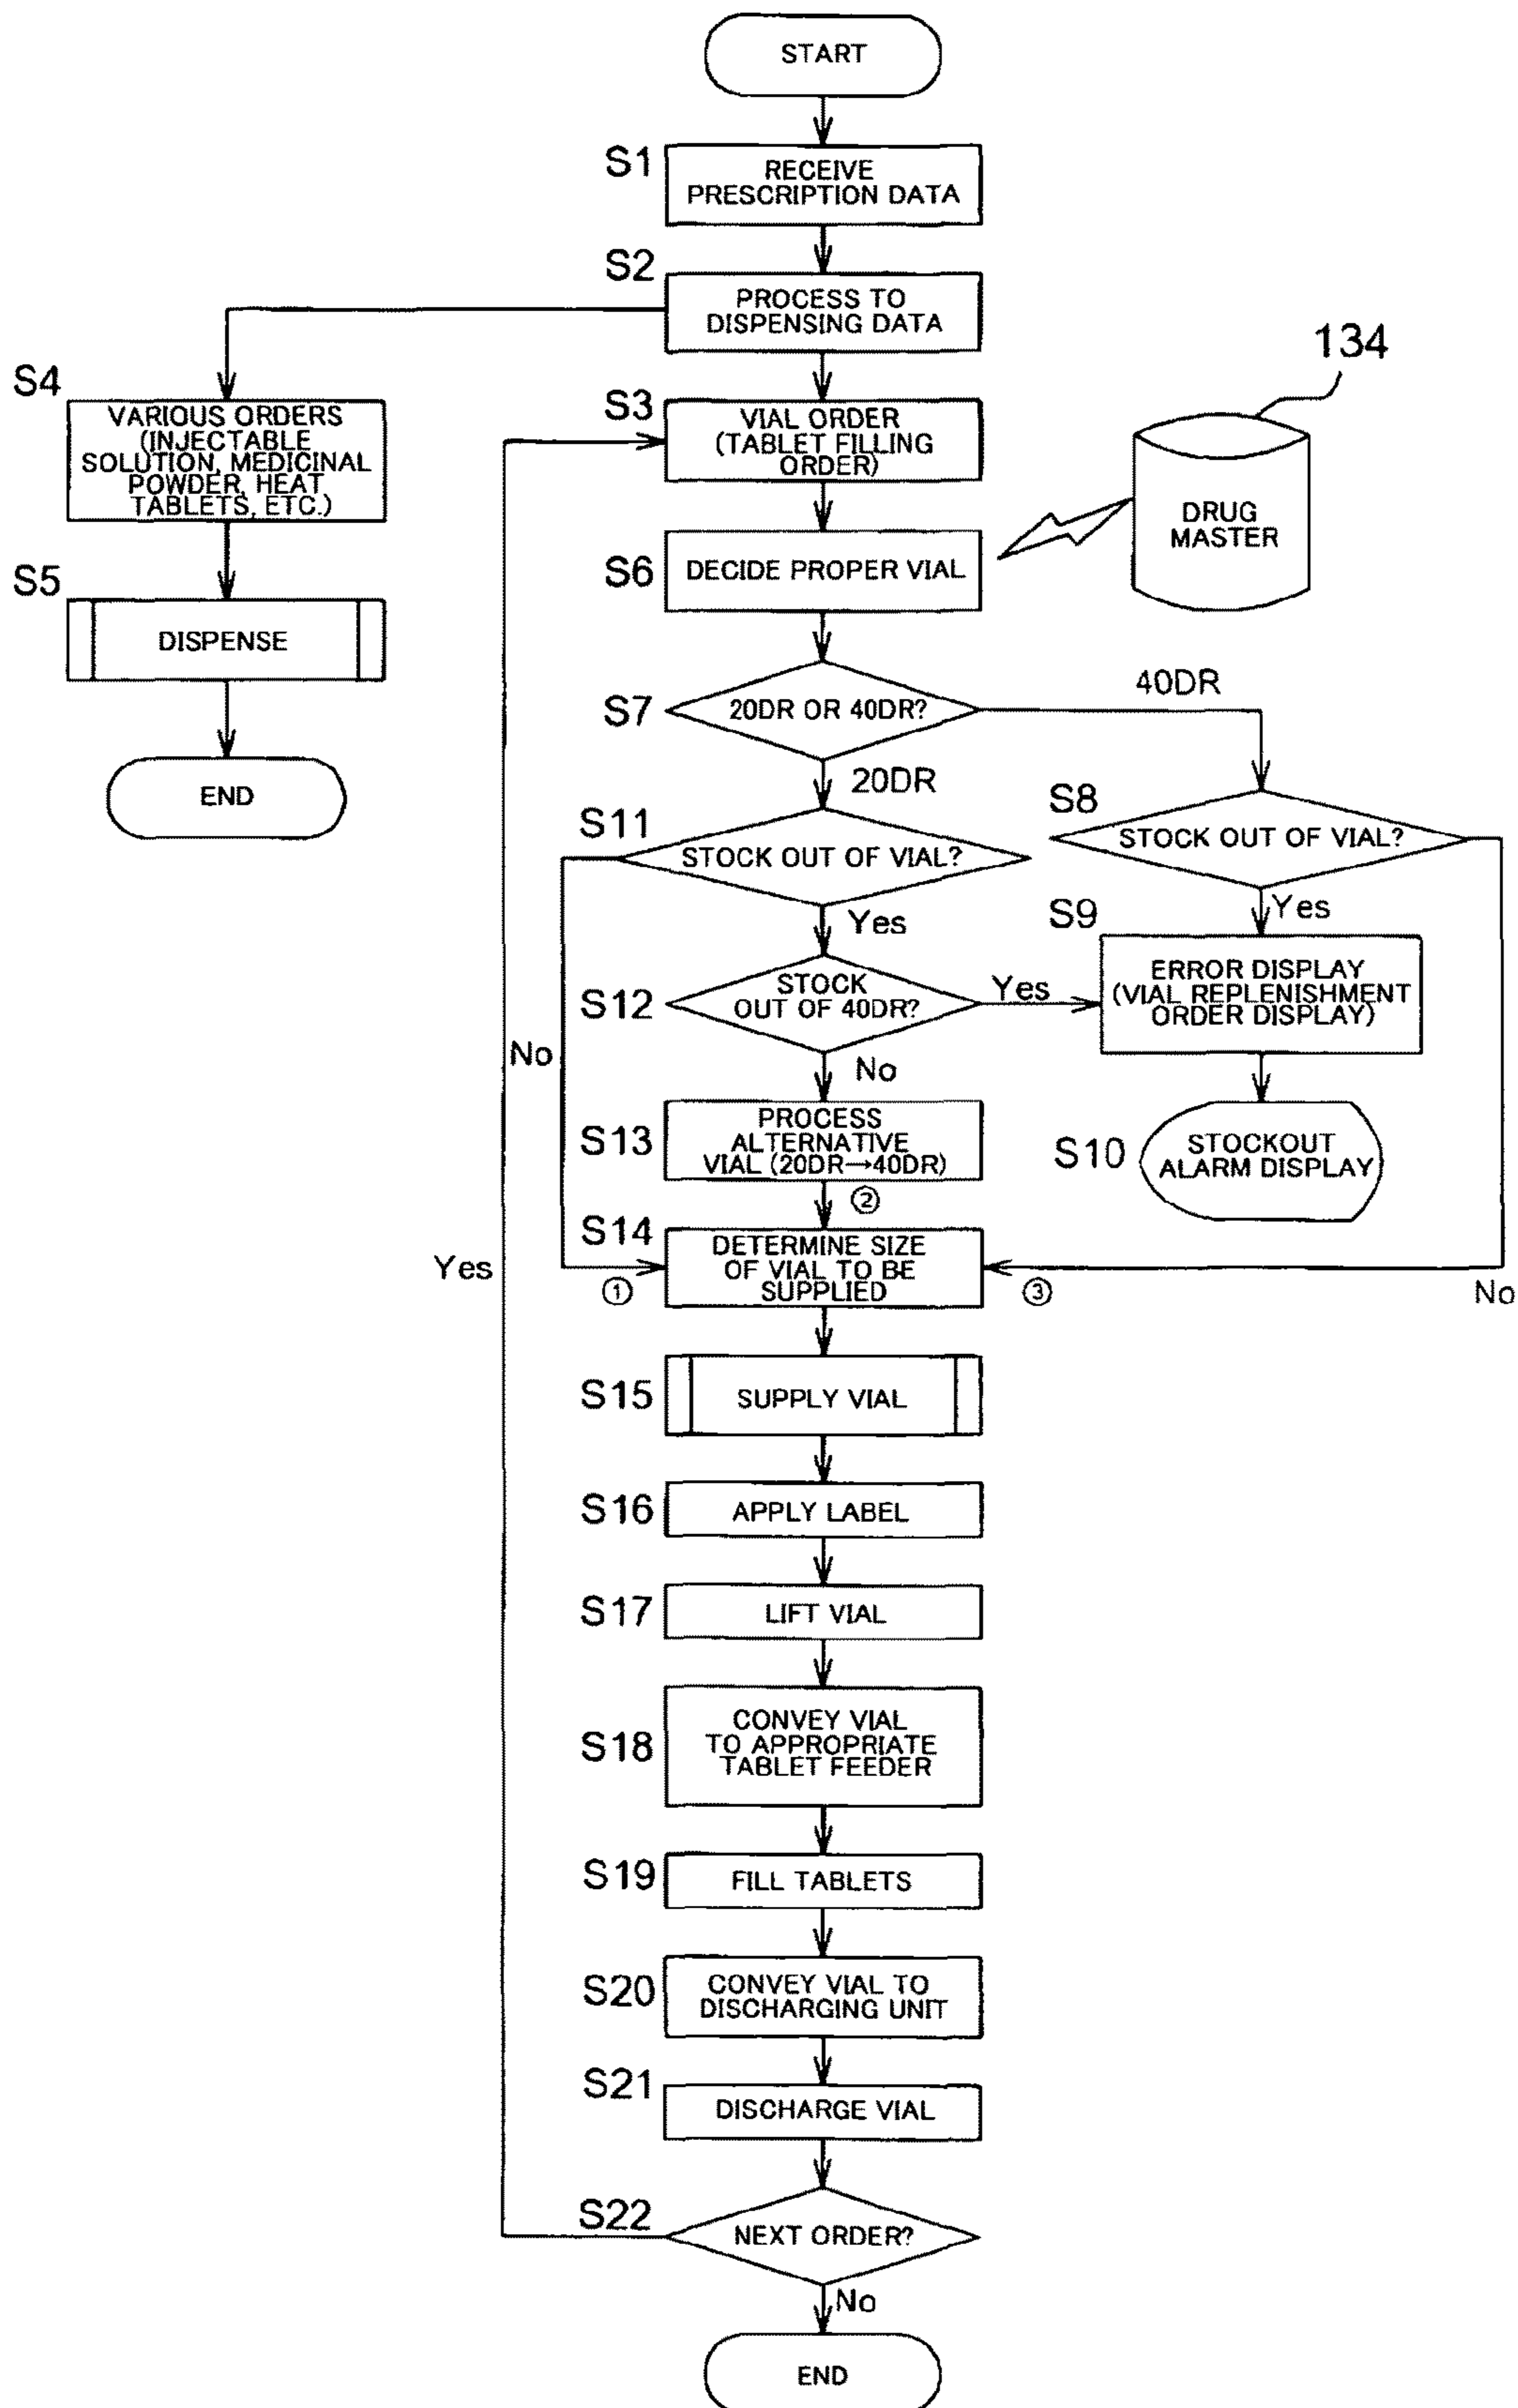 START
S1
RECEIVE
PRESCRIPTION DATA
S2
PROCESS TO
DISPENSING DATA
S4
VARIOUS ORDERS
(INJECTABLE
SOLUTION, MEDICINAL
POWDER, HEAT
TABLETS, ETC.)
S5
DISPENSE
END
S3
VIAL ORDER
(TABLET FILLING
ORDER)
134
DRUG
MASTER
S6
DECIDE PROPER VIAL
S7
20DR OR 40DR?
40DR
20DR
S8
STOCK OUT OF VIAL?
Yes
No
S9
ERROR DISPLAY
(VIAL REPLENISHMENT
ORDER DISPLAY)
S10
STOCKOUT
ALARM DISPLAY
S11
STOCK OUT OF VIAL?
Yes
No
S12
STOCK
OUT OF 40DR?
Yes
No
S13
PROCESS
ALTERNATIVE
VIAL (20DR→40DR)
②
S14
DETERMINE SIZE
OF VIAL TO BE
SUPPLIED
①
③
S15
SUPPLY VIAL
S16
APPLY LABEL
S17
LIFT VIAL
S18
CONVEY VIAL
TO APPROPRIATE
TABLET FEEDER
S19
FILL TABLETS
S20
CONVEY VIAL TO
DISCHARGING UNIT
S21
DISCHARGE VIAL
S22
NEXT ORDER?
Yes
No
END